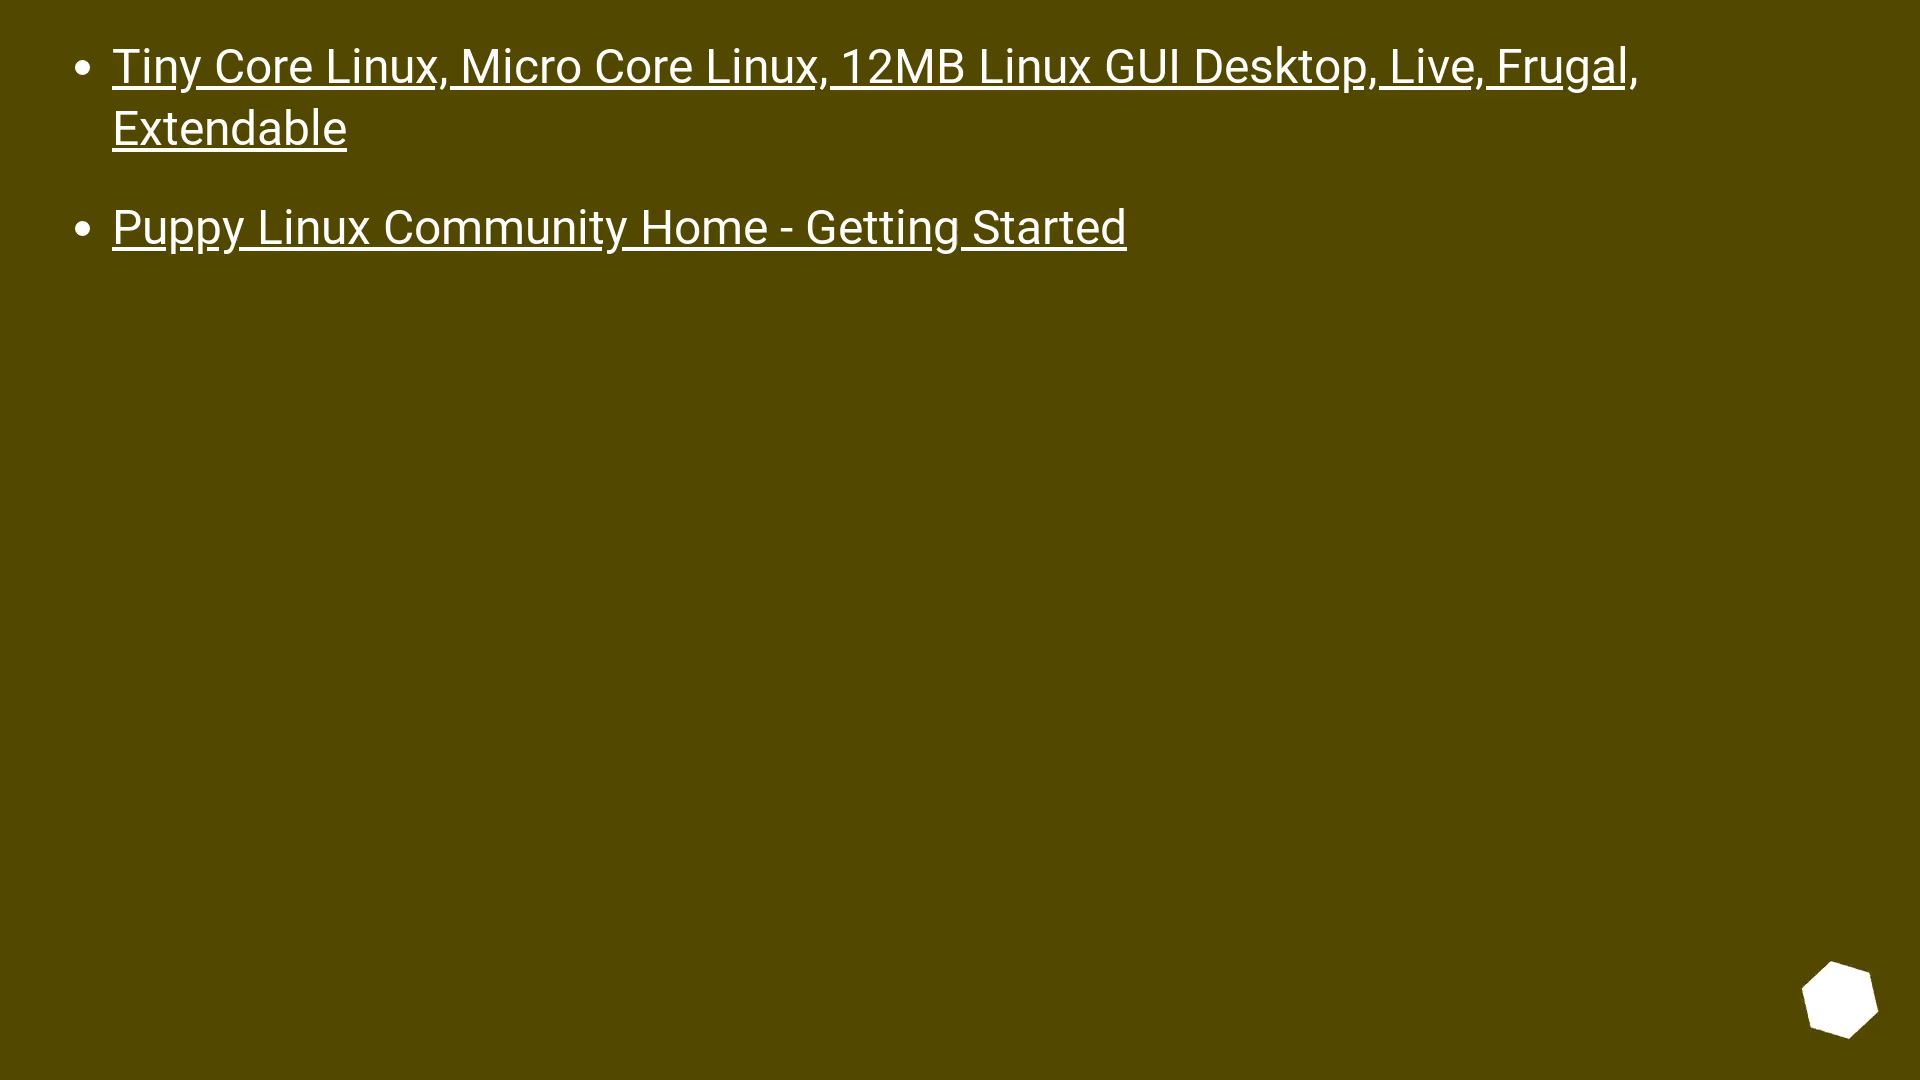 Tiny Core Linux, Micro Core Linux, 12MB Linux GUI Desktop, Live, Frugal,
Extendable
Puppy Linux Community Home - Getting Started